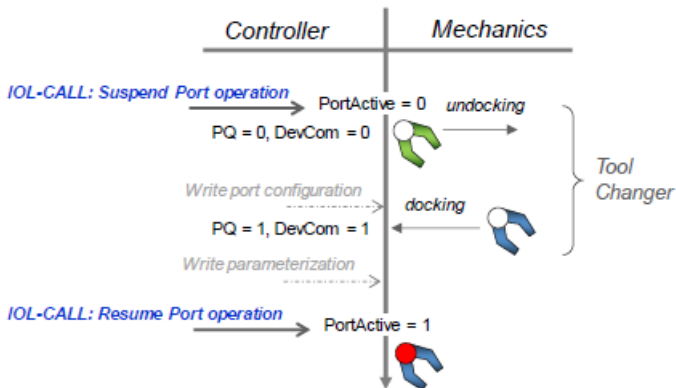 Controller
Mechanics
IOL-CALL: Suspend Port operation
PortActive = 0
undocking
PQ = 0, DevCom = 0
Tool
Changer
Write port configuration
docking
PQ = 1, DevCom = 1
Write parameterization
IOL-CALL: Resume Port operation
PortActive = 1